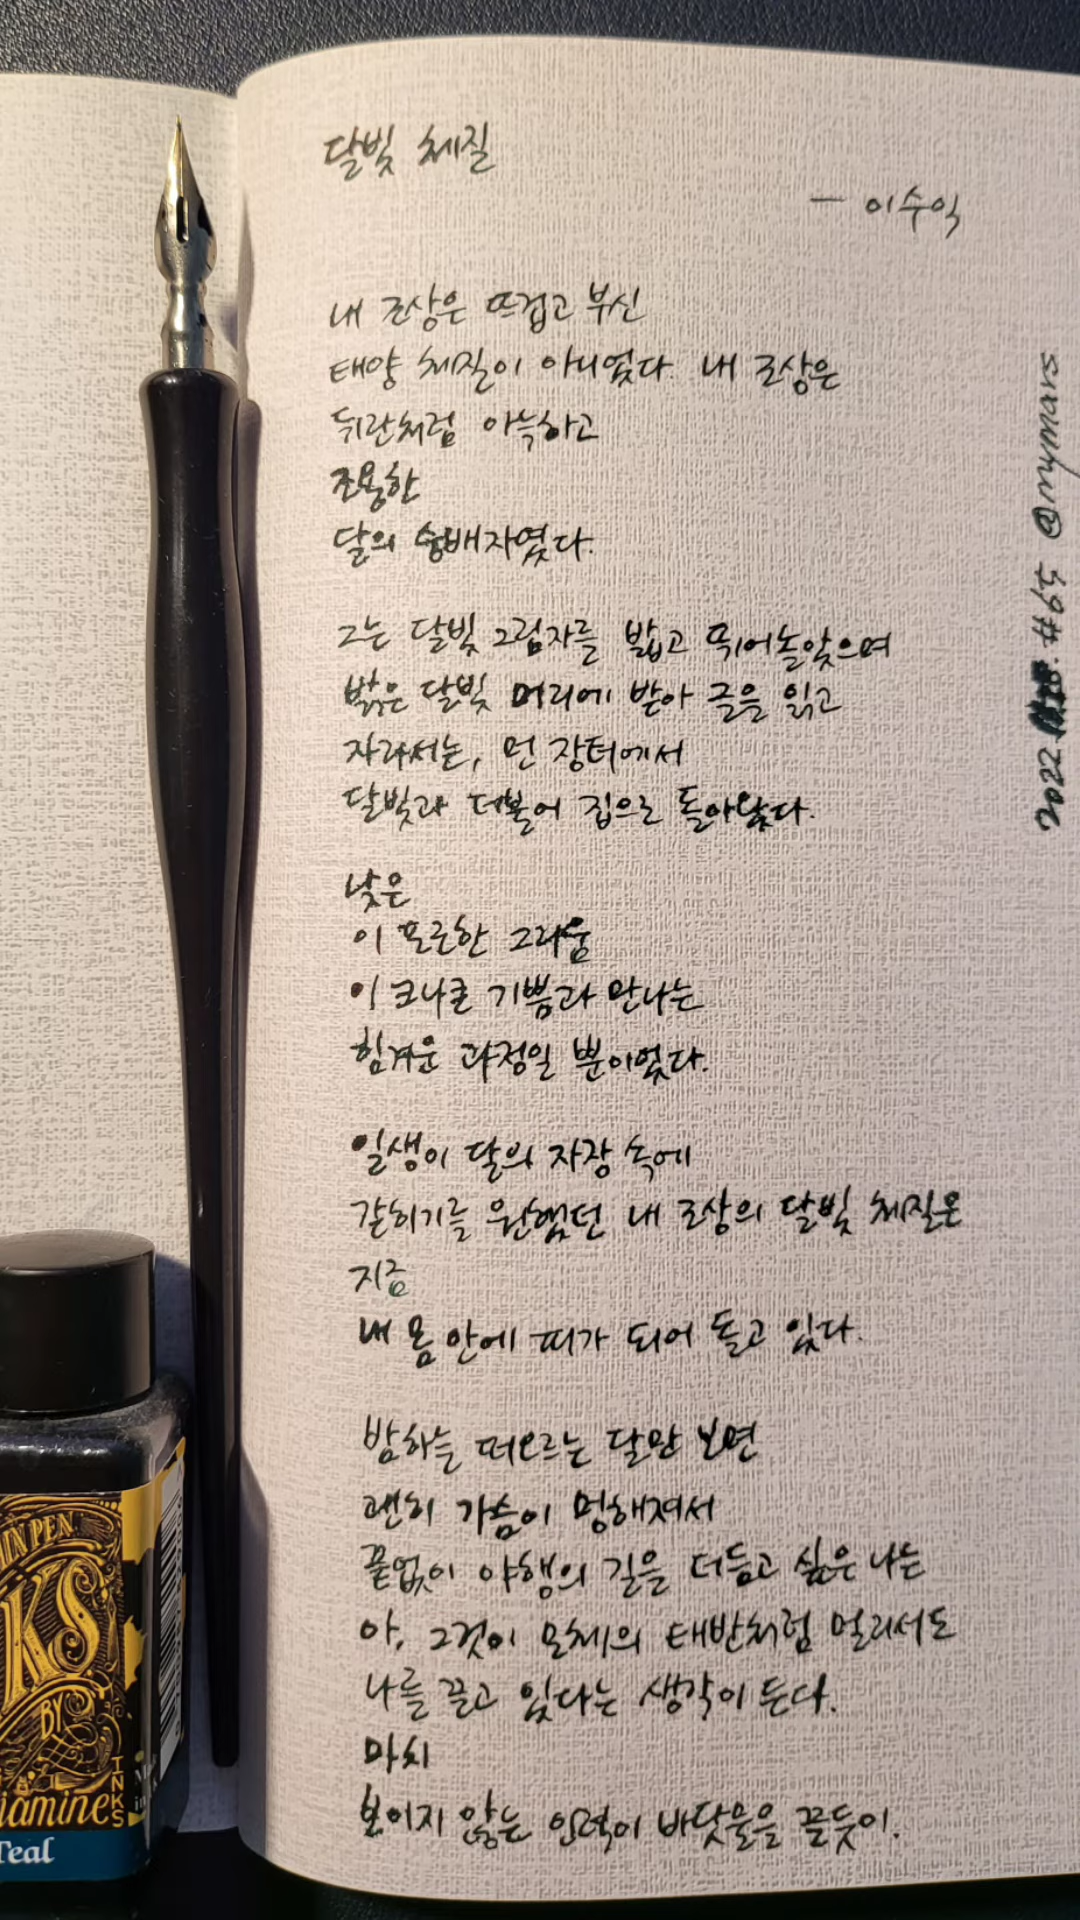 달빛 체질
- 이수익
내 조상은 뜨겁고 부신
태양 체질이 아니었다. 내 조상은
뒤란처럼 아늑하고
조용한
달의 숭배자였다.
그는 달빛 그림자를 밟고 뛰어놀았으며
밝은 달빛 머리에 받아 글을 읽고
자라서는, 먼 장터에서
달빛과 더불어 집으로 돌아왔다.
낮은
이 포근한 그리움
이 크나큰 기쁨과 만나는
힘겨운 과정일 뿐이었다.
일생이 달의 자장 속에
갇히기를 원했던 내 조상의 달빛 체질은
지금
내 몸 안에 피가 되어 돌고 있다.
밤하늘 떠오르는 달만 보면
괜히 가슴이 멍해져서
끝없이 야행의 길을 더듬고 싶은 나는
아, 그것이 모체의 태반처럼 멀리서도
나를 끌고 있다는 생각이 든다.
마치
보이지 않는 인력이 바닷물을 끌듯이.
2022 @myhumars
INPEN
KS
BY
iamine
INKS
Teal